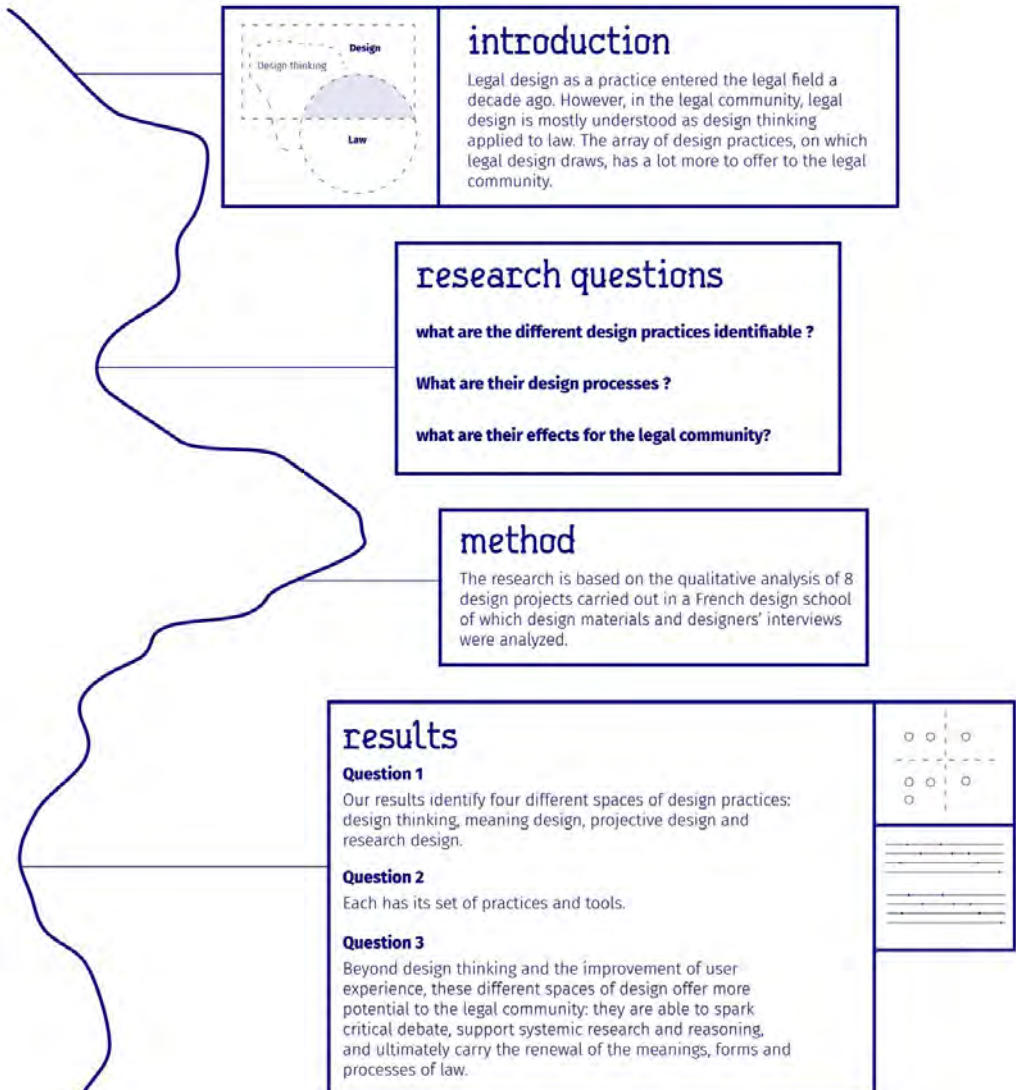 Design
Design thinking
Law
introduction
Legal design as a practice entered the legal field a
decade ago. However, in the legal community, legal
design is mostly understood as design thinking
applied to law. The array of design practices, on which
legal design draws, has a lot more to offer to the legal
community.
research questions
what are the different design practices identifiable ?
What are their design processes ?
what are their effects for the legal community?
method
The research is based on the qualitative analysis of 8
design projects carried out in a French design school
of which design materials and designers' interviews
were analyzed.
results
Question 1
Our results identify four different spaces of design practices:
design thinking, meaning design, projective design and
research design.
Question 2
Each has its set of practices and tools.
Question 3
Beyond design thinking and the improvement of user
experience, these different spaces of design offer more
potential to the legal community: they are able to spark
critical debate, support systemic research and reasoning,
and ultimately carry the renewal of the meanings, forms and
processes of law.